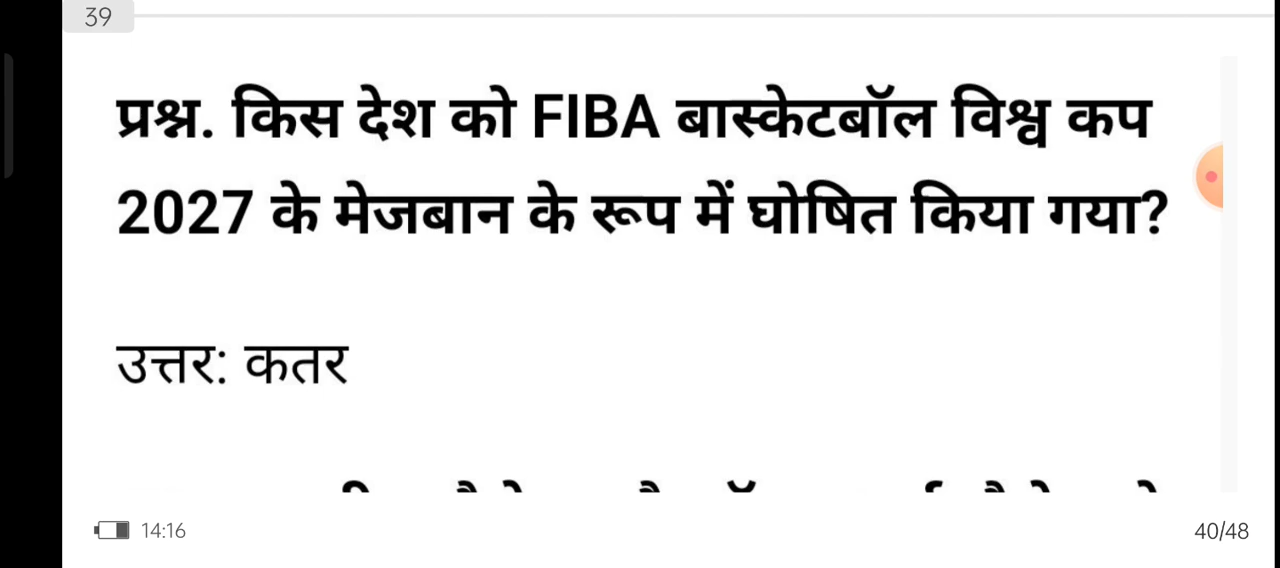 39
प्रश्न. किस देश को FIBA बास्केटबॉल विश्व कप
2027 के मेजबान के रूप में घोषित किया गया?
उत्तर: कतर
14:16
40/48